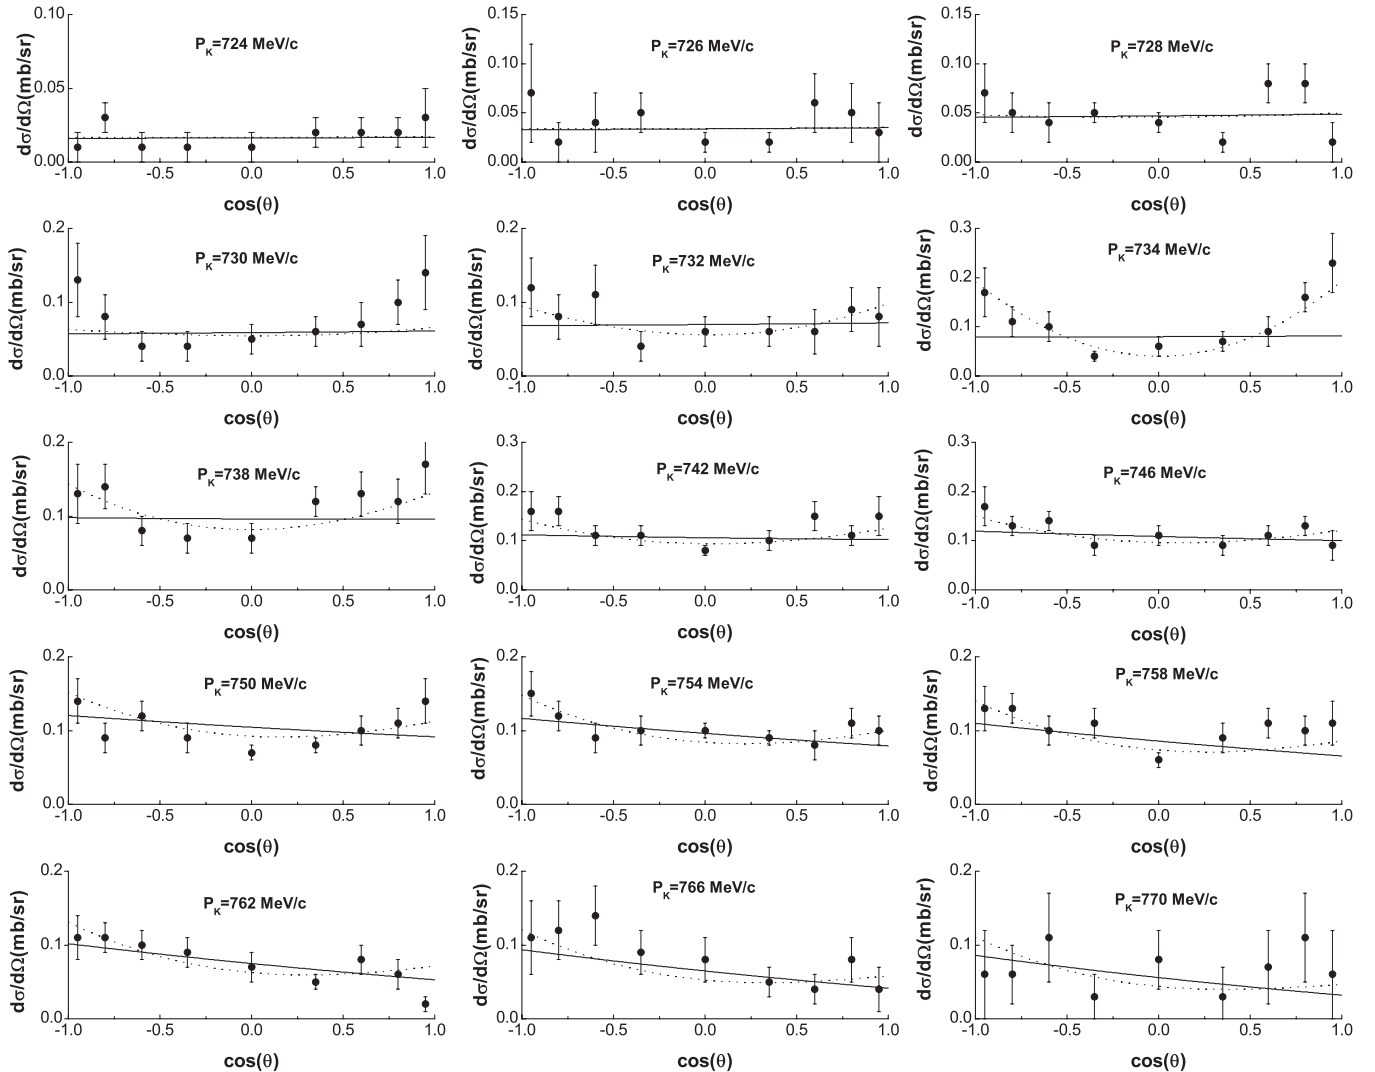 0.10
0.05
0.00
dσ/dΩ(mb/sr)
P_K=724 MeV/c
-1.0 -0.5 0.0 0.5 1.0
cos(θ)
0.15
0.10
0.05
0.00
dσ/dΩ(mb/sr)
P_K=726 MeV/c
-1.0 -0.5 0.0 0.5 1.0
cos(θ)
0.15
0.10
0.05
0.00
dσ/dΩ(mb/sr)
P_K=728 MeV/c
-1.0 -0.5 0.0 0.5 1.0
cos(θ)
0.2
0.1
0.0
dσ/dΩ(mb/sr)
P_K=730 MeV/c
-1.0 -0.5 0.0 0.5 1.0
cos(θ)
0.2
0.1
0.0
dσ/dΩ(mb/sr)
P_K=732 MeV/c
-1.0 -0.5 0.0 0.5 1.0
cos(θ)
0.3
0.2
0.1
0.0
dσ/dΩ(mb/sr)
P_K=734 MeV/c
-1.0 -0.5 0.0 0.5 1.0
cos(θ)
0.2
0.1
0.0
dσ/dΩ(mb/sr)
P_K=738 MeV/c
-1.0 -0.5 0.0 0.5 1.0
cos(θ)
0.3
0.2
0.1
0.0
dσ/dΩ(mb/sr)
P_K=742 MeV/c
-1.0 -0.5 0.0 0.5 1.0
cos(θ)
0.3
0.2
0.1
0.0
dσ/dΩ(mb/sr)
P_K=746 MeV/c
-1.0 -0.5 0.0 0.5 1.0
cos(θ)
0.2
0.1
0.0
dσ/dΩ(mb/sr)
P_K=750 MeV/c
-1.0 -0.5 0.0 0.5 1.0
cos(θ)
0.2
0.1
0.0
dσ/dΩ(mb/sr)
P_K=754 MeV/c
-1.0 -0.5 0.0 0.5 1.0
cos(θ)
0.2
0.1
0.0
dσ/dΩ(mb/sr)
P_K=758 MeV/c
-1.0 -0.5 0.0 0.5 1.0
cos(θ)
0.2
0.1
0.0
dσ/dΩ(mb/sr)
P_K=762 MeV/c
-1.0 -0.5 0.0 0.5 1.0
cos(θ)
0.2
0.1
0.0
dσ/dΩ(mb/sr)
P_K=766 MeV/c
-1.0 -0.5 0.0 0.5 1.0
cos(θ)
0.2
0.1
0.0
dσ/dΩ(mb/sr)
P_K=770 MeV/c
-1.0 -0.5 0.0 0.5 1.0
cos(θ)